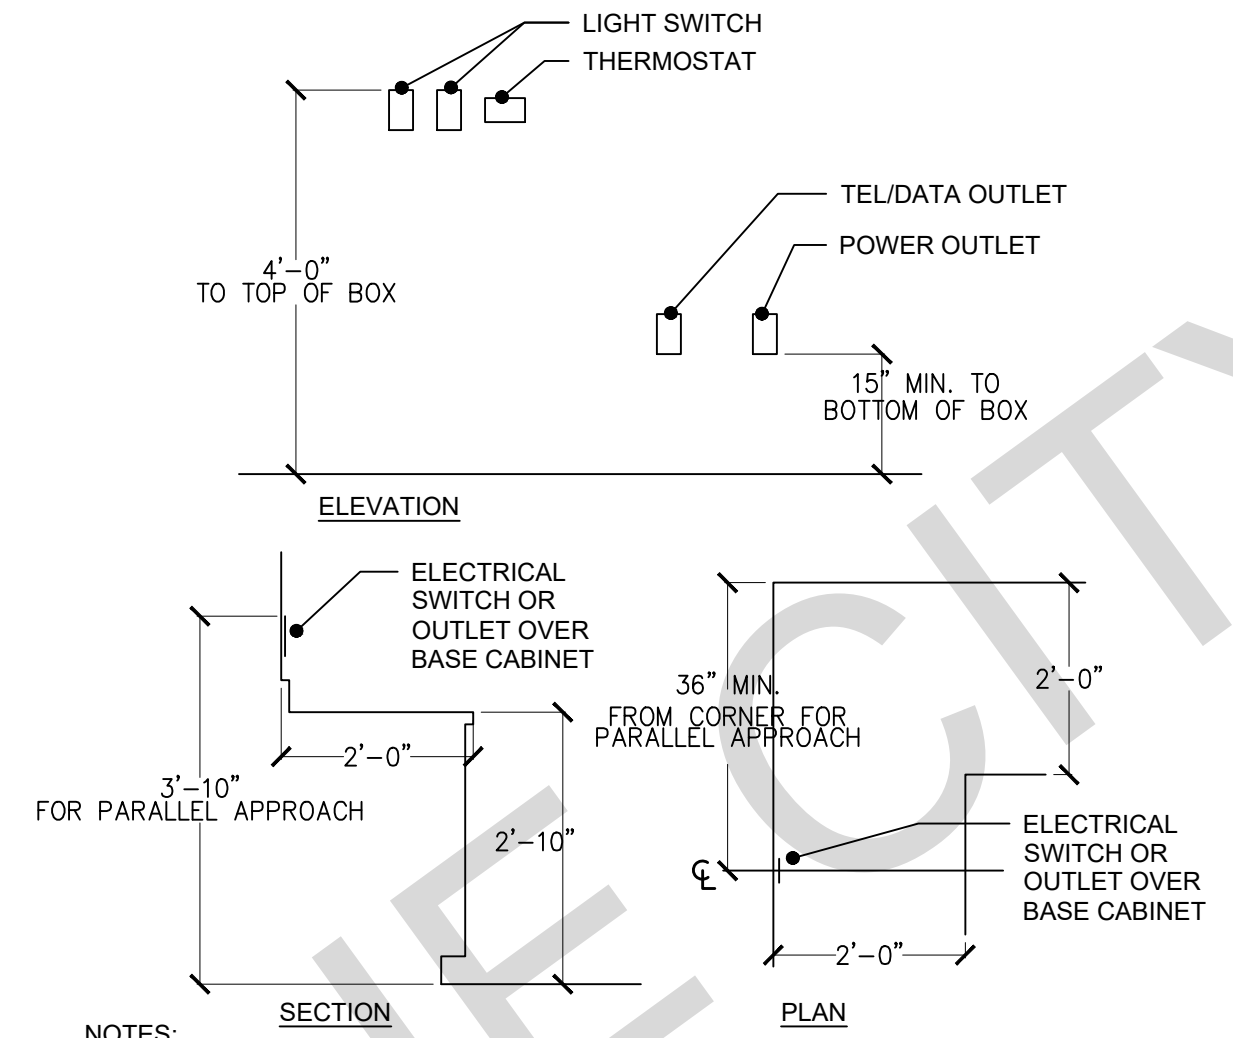 LIGHT SWITCH
THERMOSTAT
TEL/DATA OUTLET
POWER OUTLET
4'-0"
TO TOP OF BOX
15" MIN. TO
BOTTOM OF BOX
ELEVATION
ELECTRICAL
SWITCH OR
OUTLET OVER
BASE CABINET
2'-0"
3'-10"
FOR PARALLEL APPROACH
2'-10"
SECTION
36" MIN.
FROM CORNER FOR
PARALLEL APPROACH
2'-0"
ELECTRICAL
SWITCH OR
OUTLET OVER
BASE CABINET
℄
2'-0"
PLAN
NOTES:
E CITY